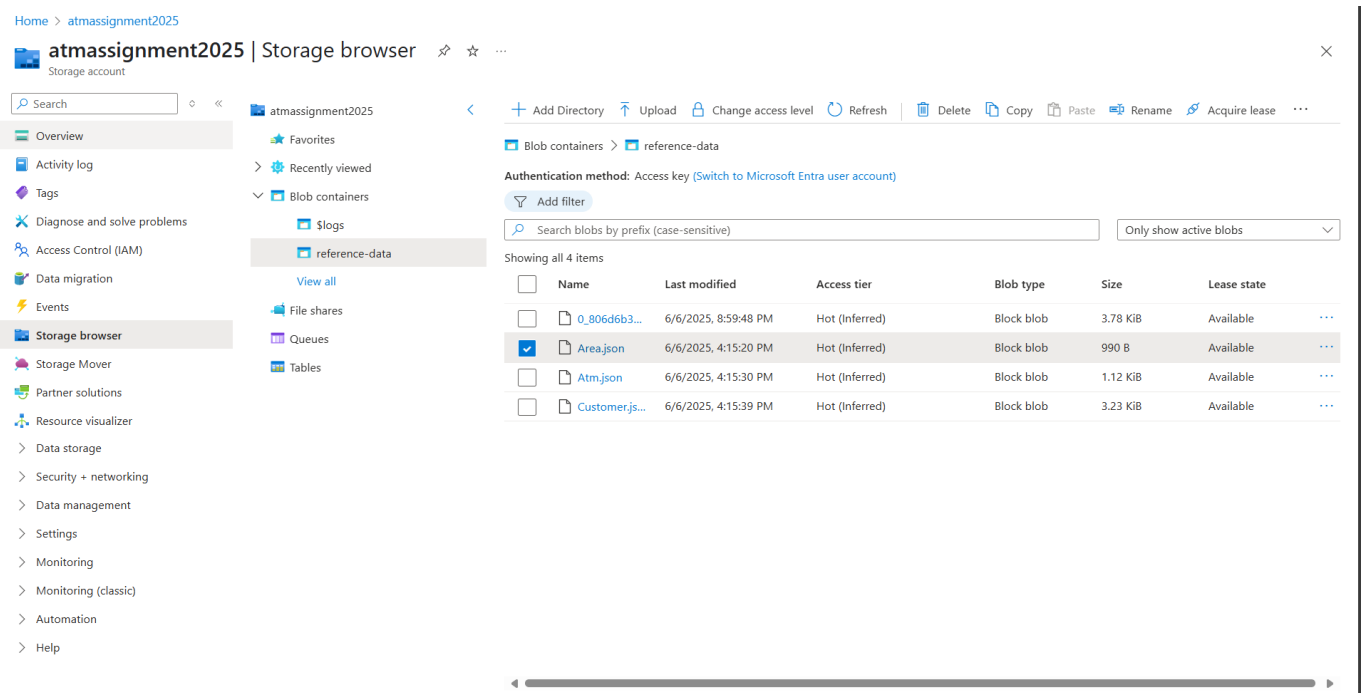 Home > atmassignment2025
atmassignment2025 | Storage browser ...
Storage account
Search
Overview
Activity log
Tags
Diagnose and solve problems
Access Control (IAM)
Data migration
Events
Storage browser
Storage Mover
Partner solutions
Resource visualizer
Data storage
Security + networking
Data management
Settings
Monitoring
Monitoring (classic)
Automation
Help
atmassignment2025
Favorites
Recently viewed
Blob containers
$logs
reference-data
View all
File shares
Queues
Tables
Add Directory Upload Change access level Refresh Delete Copy Paste Rename Acquire lease ...
Blob containers > reference-data
Authentication method: Access key (Switch to Microsoft Entra user account)
Add filter
Search blobs by prefix (case-sensitive) Only show active blobs
Showing all 4 items
Name Last modified Access tier Blob type Size Lease state
0_806d6b3... 6/6/2025, 8:59:48 PM Hot (Inferred) Block blob 3.78 KiB Available ...
Area.json 6/6/2025, 4:15:20 PM Hot (Inferred) Block blob 990 B Available ...
Atm.json 6/6/2025, 4:15:30 PM Hot (Inferred) Block blob 1.12 KiB Available ...
Customer.js... 6/6/2025, 4:15:39 PM Hot (Inferred) Block blob 3.23 KiB Available ...